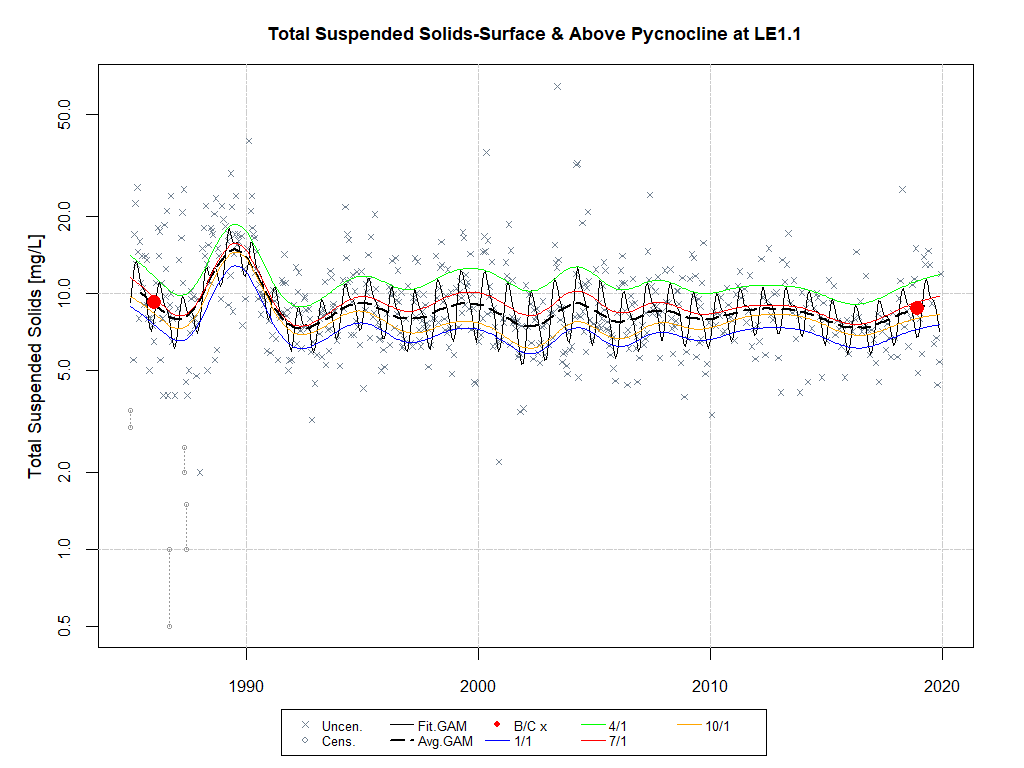 Total Suspended Solids-Surface & Above Pycnocline at LE1.1
Total Suspended Solids [mg/L]
50.0
20.0
10.0
5.0
2.0
1.0
0.5
1990 2000 2010 2020
Uncen. Fit.GAM B/C x 4/1 10/1
Cens. Avg.GAM 1/1 7/1